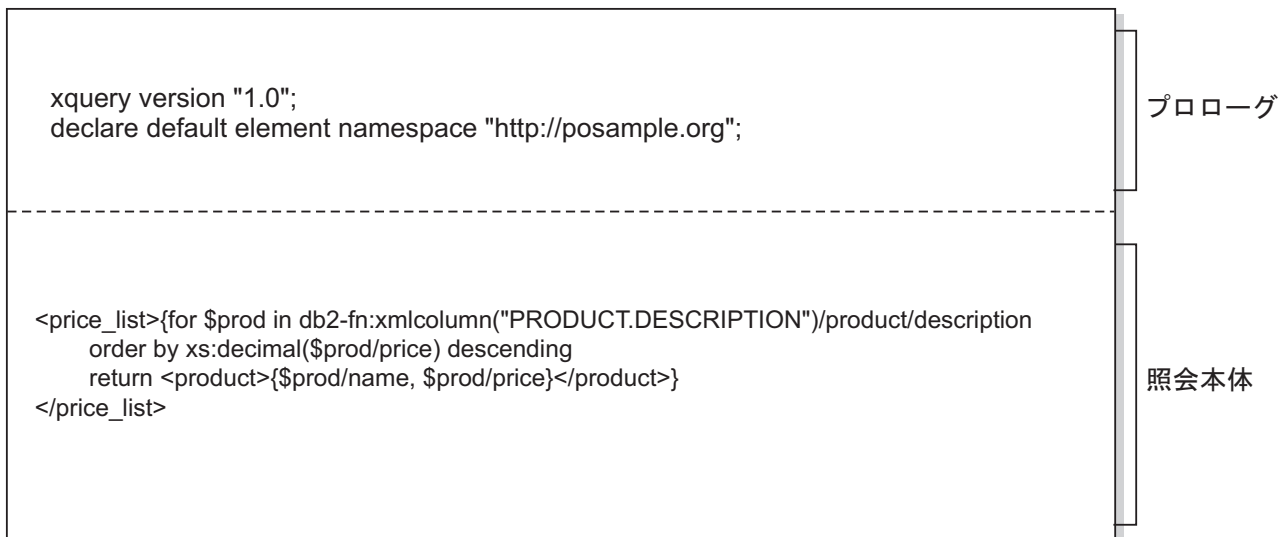 xquery version "1.0";
declare default element namespace "http://posample.org";
プロローグ
<price_list>{for $prod in db2-fn:xmlcolumn("PRODUCT.DESCRIPTION")/product/description
order by xs:decimal($prod/price) descending
return <product>{$prod/name, $prod/price}</product>}
</price_list>
照会本体